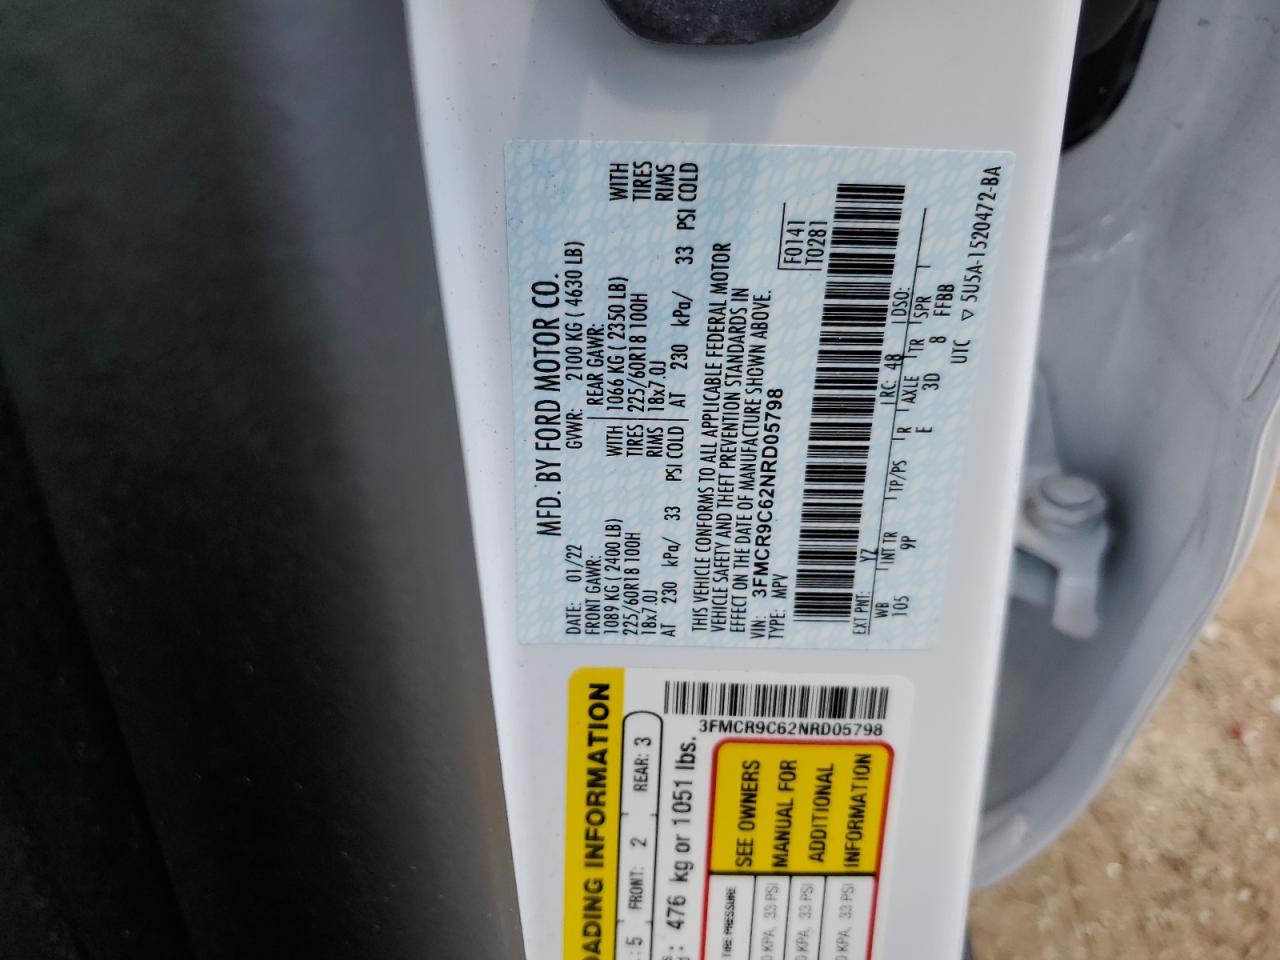 MFD. BY FORD MOTOR CO.
DATE: 01/22 GVWR: 2100 KG ( 4630 LB)
FRONT GAWR: REAR GAWR:
1089 KG ( 2400 LB) WITH 1066 KG ( 2350 LB) WITH
225/60R18 100H TIRES 225/60R18 100H TIRES
18x7.0J RIMS 18x7.0J RIMS
AT 230 kPa/ 33 PSI COLD AT 230 kPa/ 33 PSI COLD
THIS VEHICLE CONFORMS TO ALL APPLICABLE FEDERAL MOTOR
VEHICLE SAFETY AND THEFT PREVENTION STANDARDS IN
EFFECT ON THE DATE OF MANUFACTURE SHOWN ABOVE.
VIN: 3FMCR9C62NRD05798
TYPE: MPV
F0141
T0281
EXT PNT: YZ RC: 48 DSO:
WB INT TR TP/PS R AXLE TR SPR
105 9P E 3D 8 FFBB
UTC ▽ 5U5A-1520472-BA
ADING INFORMATION
: 5 FRONT: 2 REAR: 3
: 476 kg or 1051 lbs.
3FMCR9C62NRD05798
TIRE PRESSURE
KPA, 33 PSI
KPA, 33 PSI
KPA, 33 PSI
SEE OWNERS
MANUAL FOR
ADDITIONAL
INFORMATION